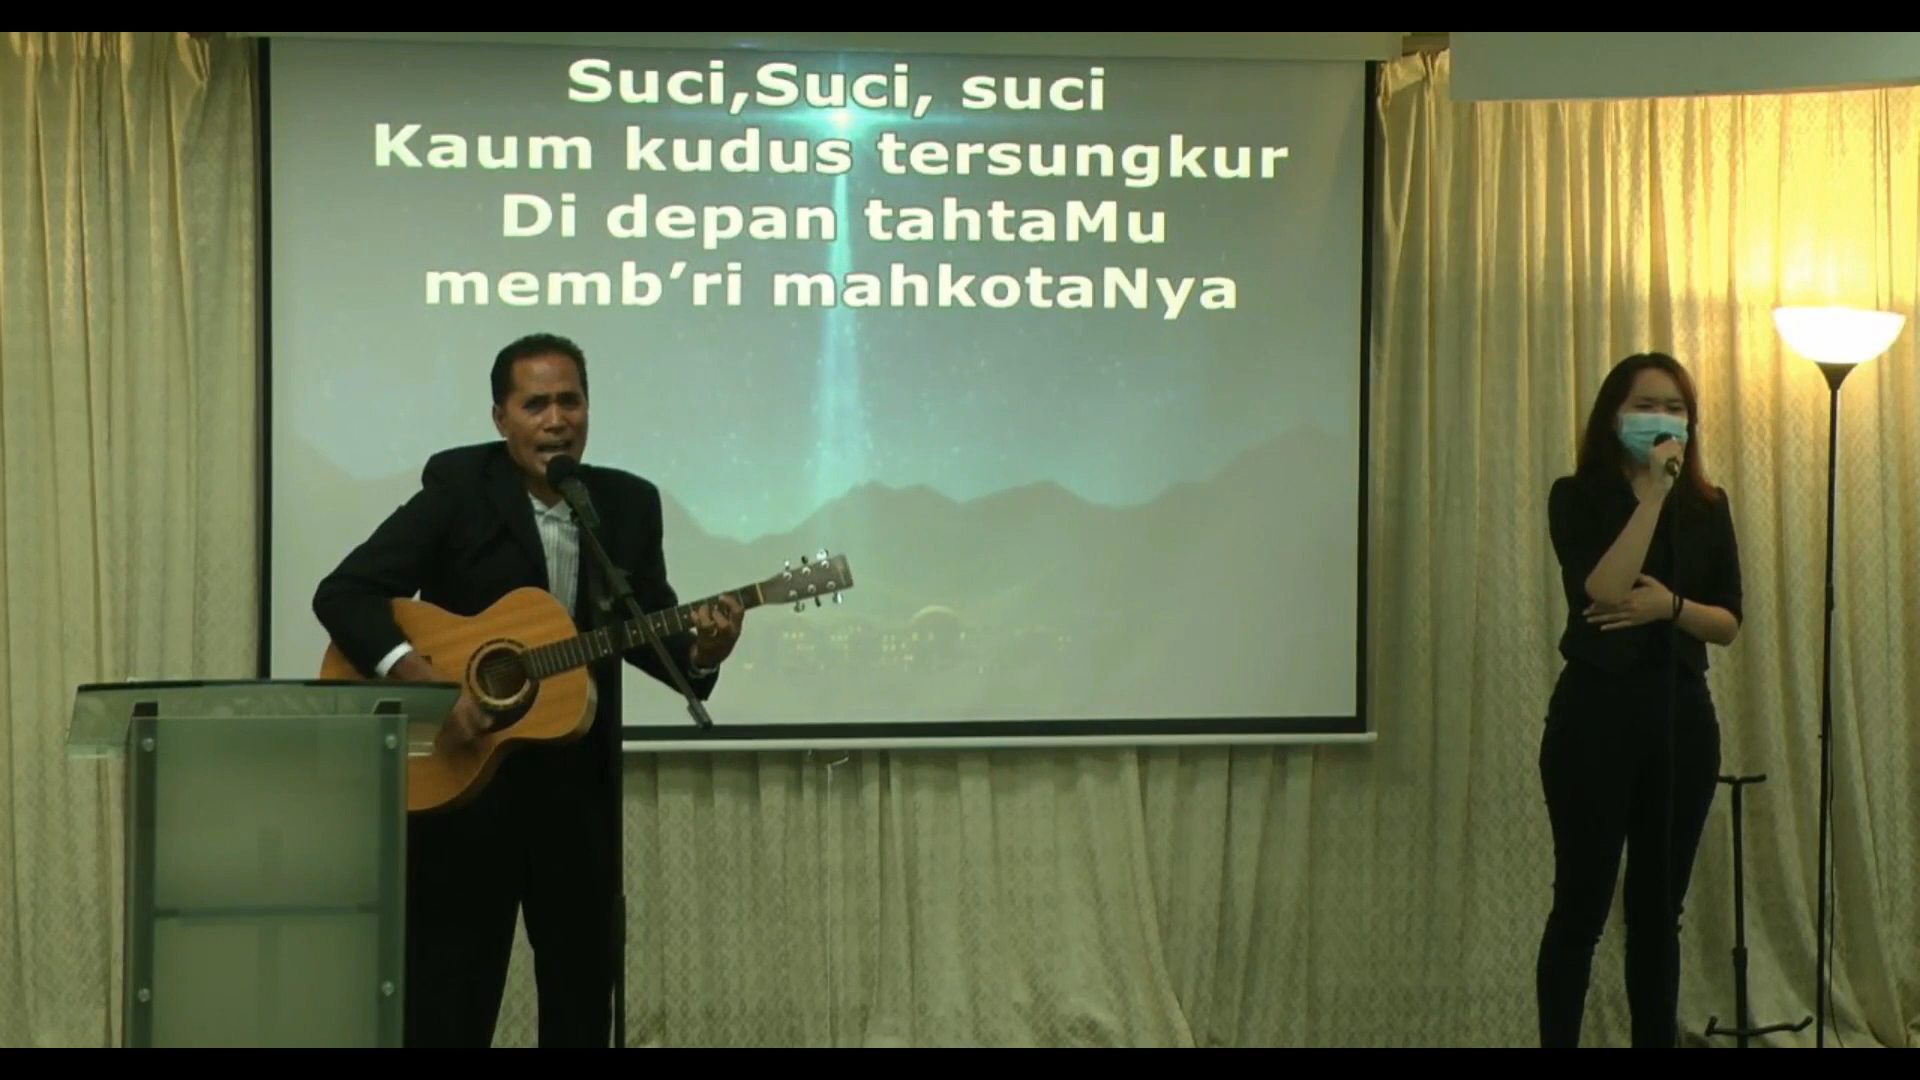 Suci,Suci, suci
Kaum kudus tersungkur
Di depan tahtaMu
memb’ri mahkotaNya